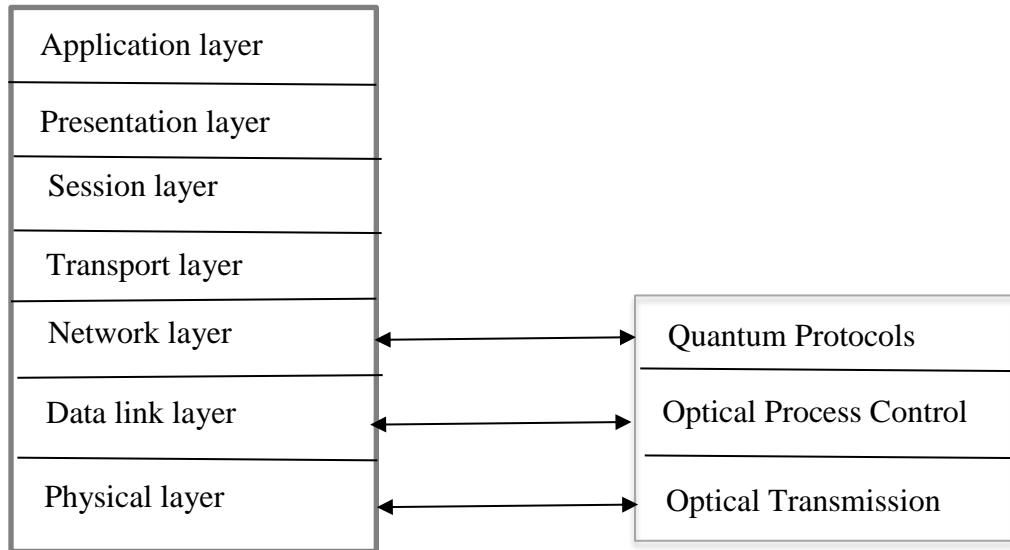 Application layer
Presentation layer
Session layer
Transport layer
Network layer
Data link layer
Physical layer
Quantum Protocols
Optical Process Control
Optical Transmission